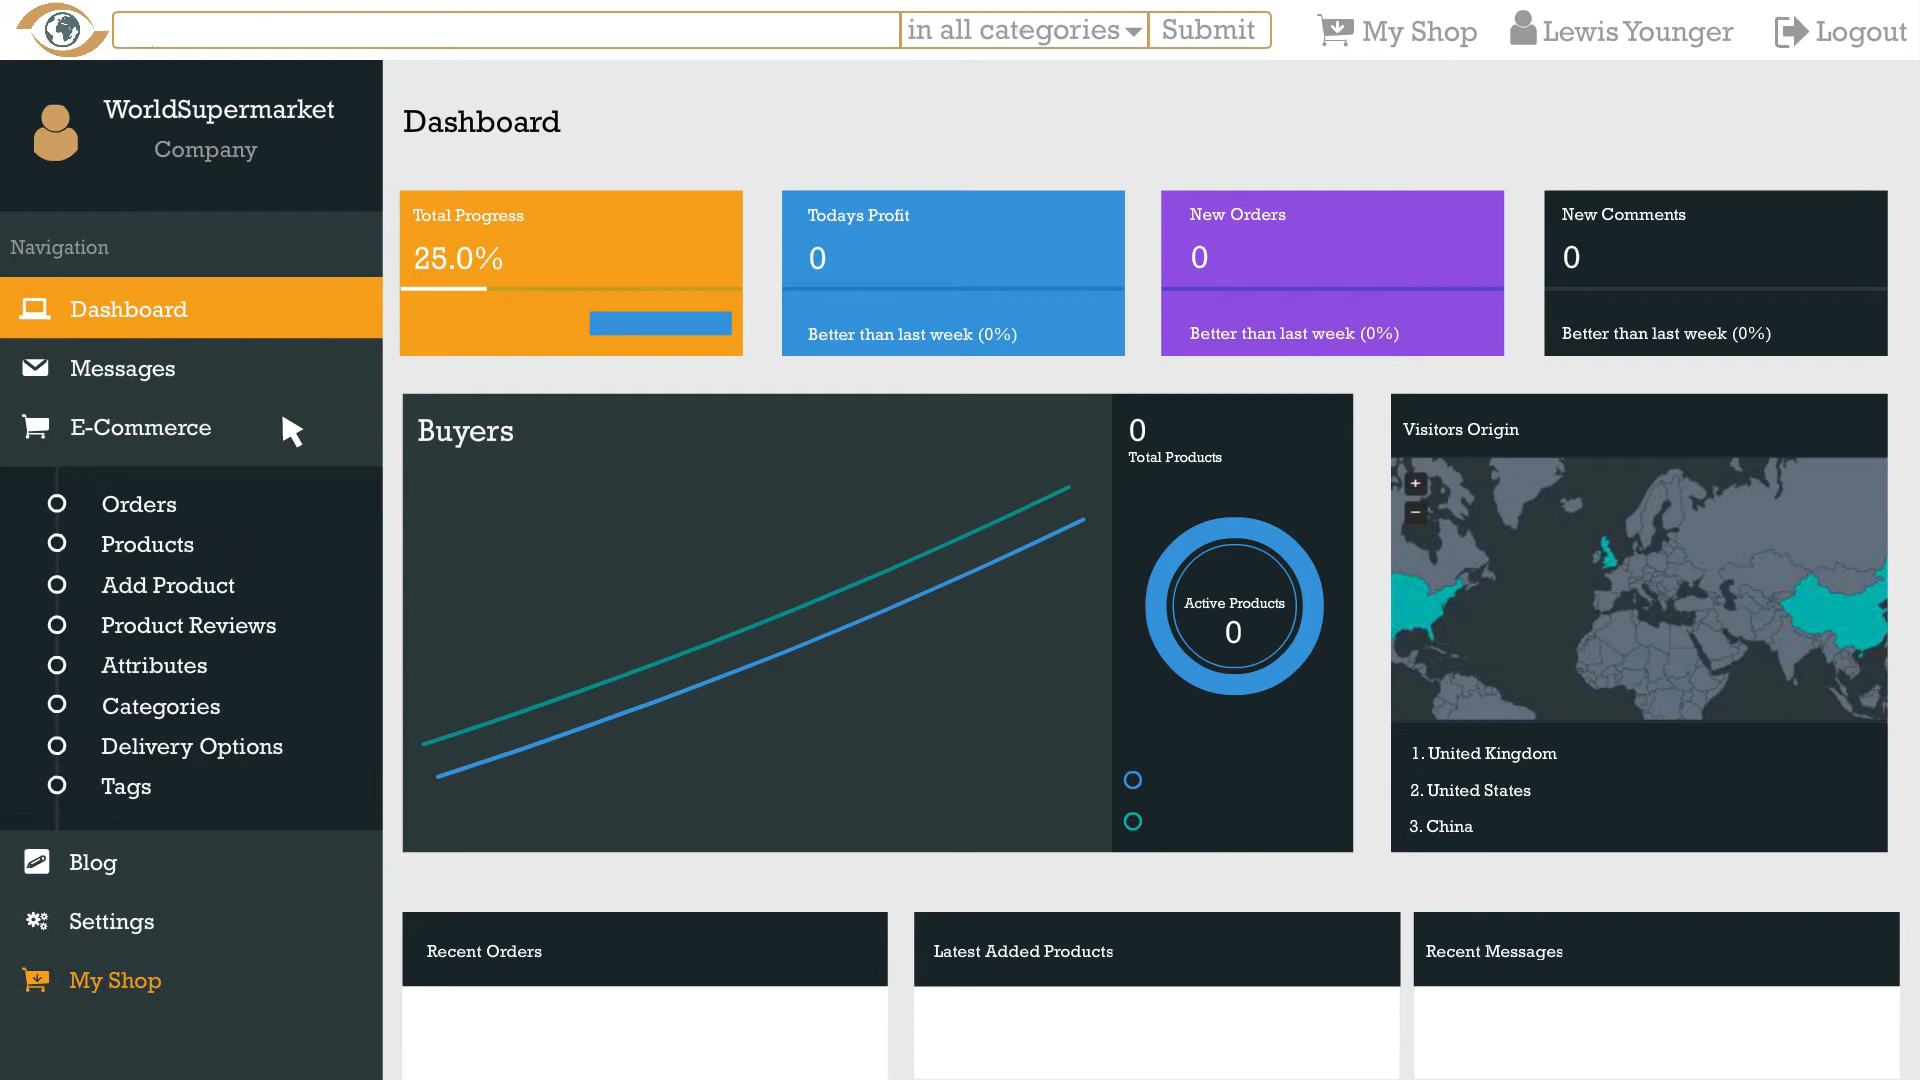 in all categories
Submit
My Shop
Lewis Younger
Logout
WorldSupermarket
Company
Navigation
Dashboard
Messages
E-Commerce
Orders
Products
Add Product
Product Reviews
Attributes
Categories
Delivery Options
Tags
Blog
Settings
My Shop
Dashboard
Total Progress
25.0%
Todays Profit
0
Better than last week (0%)
New Orders
0
Better than last week (0%)
New Comments
0
Better than last week (0%)
Buyers
0
Total Products
Active Products
0
Visitors Origin
+
−
1. United Kingdom
2. United States
3. China
Recent Orders
Latest Added Products
Recent Messages